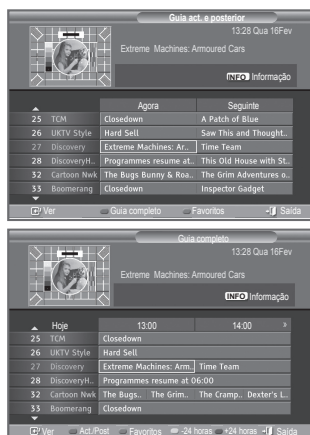 Guia act. e posterior
13:28 Qua 16Fev
Extreme Machines: Armoured Cars
INFO Informação
Agora Seguinte
25 TCM Closedown A Patch of Blue
26 UKTV Style Hard Sell Saw This and Thought..
27 Discovery Extreme Machines: Ar.. Time Team
28 DiscoveryH.. Programmes resume at.. This Old House with St..
32 Cartoon Nwk The Bugs Bunny & Roa.. The Grim Adventures o..
33 Boomerang Closedown Inspector Gadget
Ver Guia completo Favoritos Saída
Guia completo
13:28 Qua 16Fev
Extreme Machines: Armoured Cars
INFO Informação
Hoje 13:00 14:00 »
25 TCM Closedown
26 UKTV Style Hard Sell
27 Discovery Extreme Machines: Arm.. Time Team
28 DiscoveryH.. Programmes resume at 06:00
32 Cartoon Nwk The Bugs.. The Grim.. The Cramp.. Dexter's L..
33 Boomerang Closedown
Ver Act./Post Favoritos -24 horas +24 horas Saída